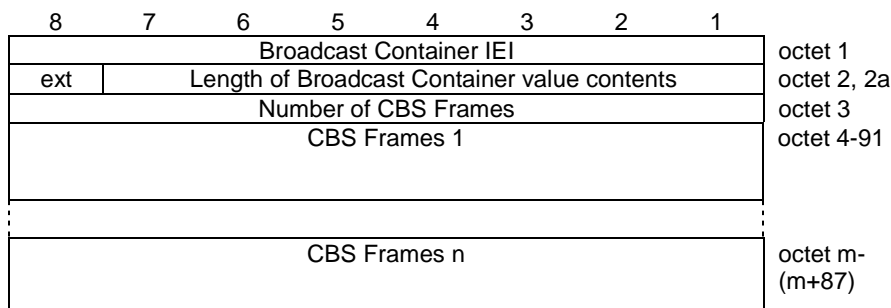 8 7 6 5 4 3 2 1
Broadcast Container IEI octet 1
ext Length of Broadcast Container value contents octet 2, 2a
Number of CBS Frames octet 3
CBS Frames 1 octet 4-91
CBS Frames n octet m-
(m+87)